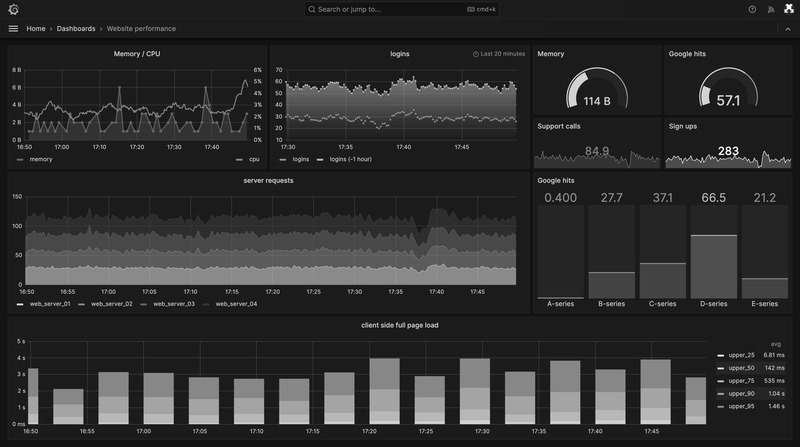 Search or jump to...
cmd+k
Home › Dashboards › Website performance
Memory / CPU
8 B
6 B
4 B
2 B
0 B
6%
5%
4%
3%
2%
1%
0%
16:50 17:00 17:10 17:20 17:30 17:40
memory
cpu
logins
Last 20 minutes
70
60
50
40
30
20
10
17:30 17:35 17:40 17:45
logins logins (-1 hour)
Memory
114 B
Google hits
57.1
Support calls
84.9
Sign ups
283
server requests
150
100
50
0
16:50 16:55 17:00 17:05 17:10 17:15 17:20 17:25 17:30 17:35 17:40 17:45
web_server_01 web_server_02 web_server_03 web_server_04
Google hits
0.400 27.7 37.1 66.5 21.2
A-series B-series C-series D-series E-series
client side full page load
5 s
4 s
3 s
2 s
1 s
0 ms
16:50 16:55 17:00 17:05 17:10 17:15 17:20 17:25 17:30 17:35 17:40 17:45
avg
upper_25 6.81 ms
upper_50 142 ms
upper_75 535 ms
upper_90 1.04 s
upper_95 1.46 s